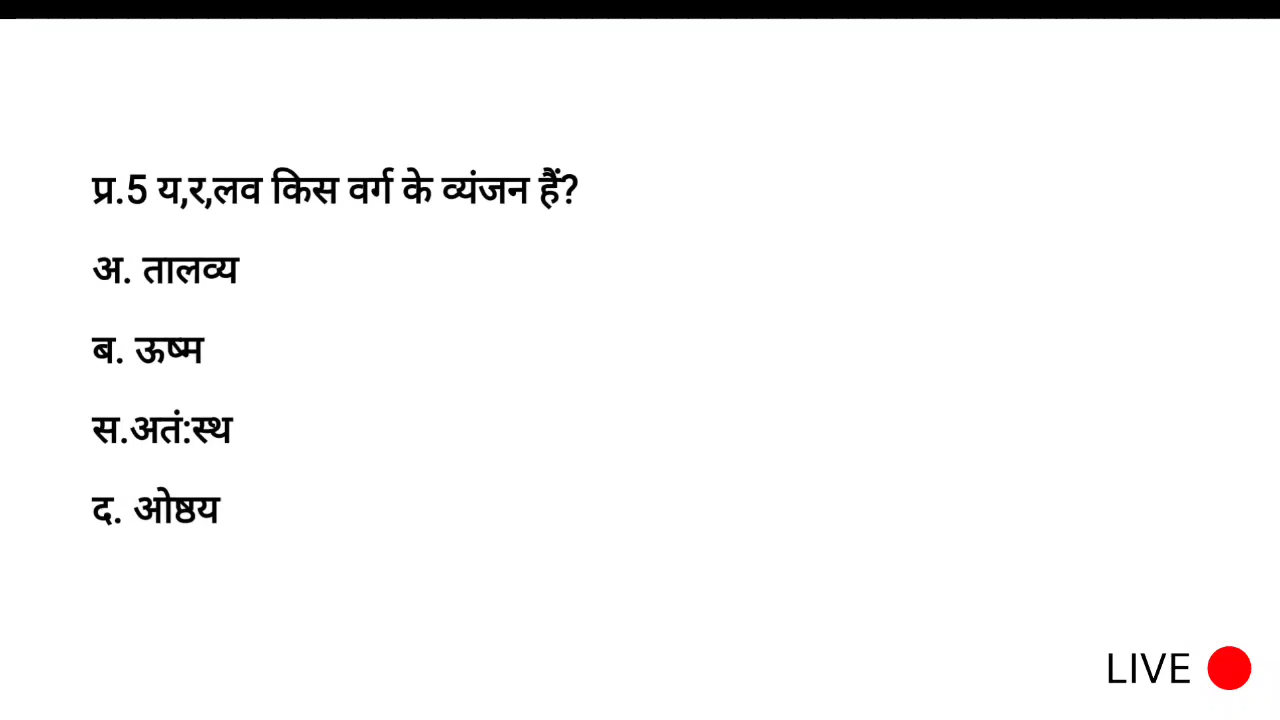 प्र.5 य,र,लव किस वर्ग के व्यंजन हैं?
अ. तालव्य
ब. ऊष्म
स.अतं:स्थ
द. ओष्ठय
LIVE